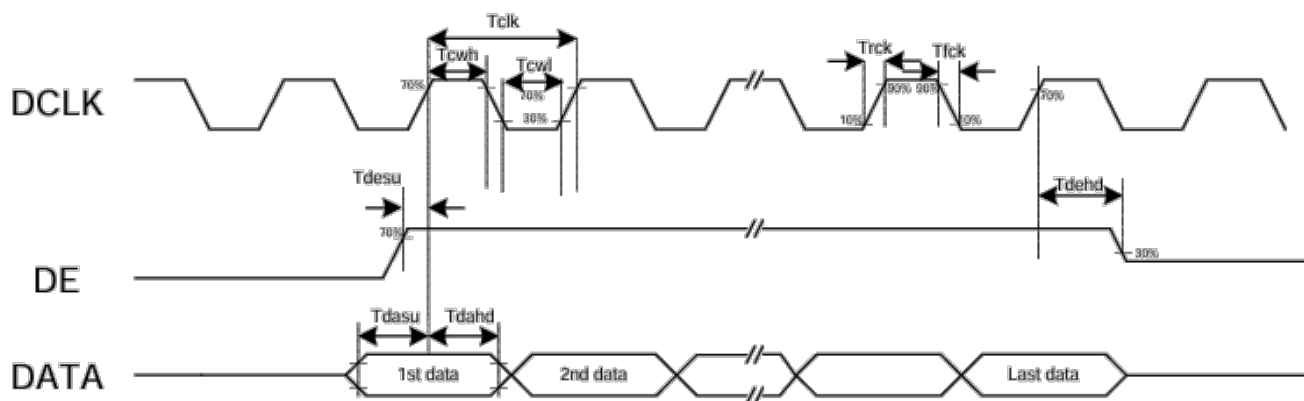 Tclk
Tcwh
Tcwl
Trck
Tfck
DCLK
70%
70%
30%
90%
90%
10%
70%
Tdesu
Tdehd
70%
DE
30%
Tdasu
Tdahd
DATA
1st data
2nd data
Last data